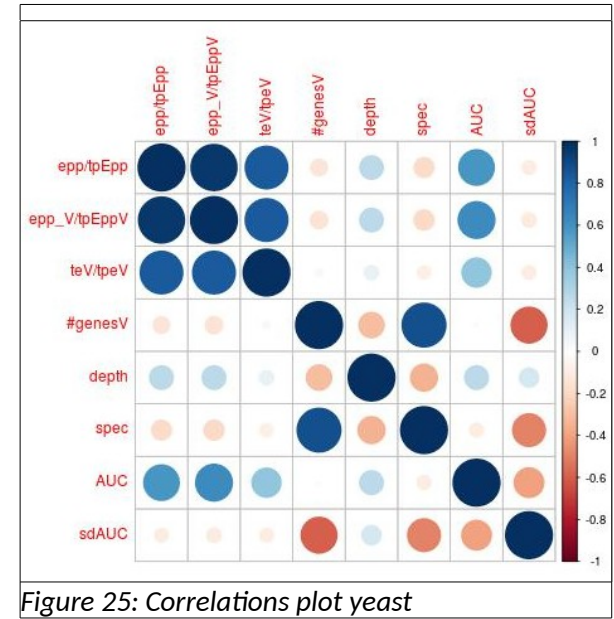 epp/tpEpp epp_V/tpEppV teV/tpeV #genesV depth spec AUC sdAUC
epp/tpEpp
epp_V/tpEppV
teV/tpeV
#genesV
depth
spec
AUC
sdAUC
1
0.8
0.6
0.4
0.2
0
-0.2
-0.4
-0.6
-0.8
-1
Figure 25: Correlations plot yeast